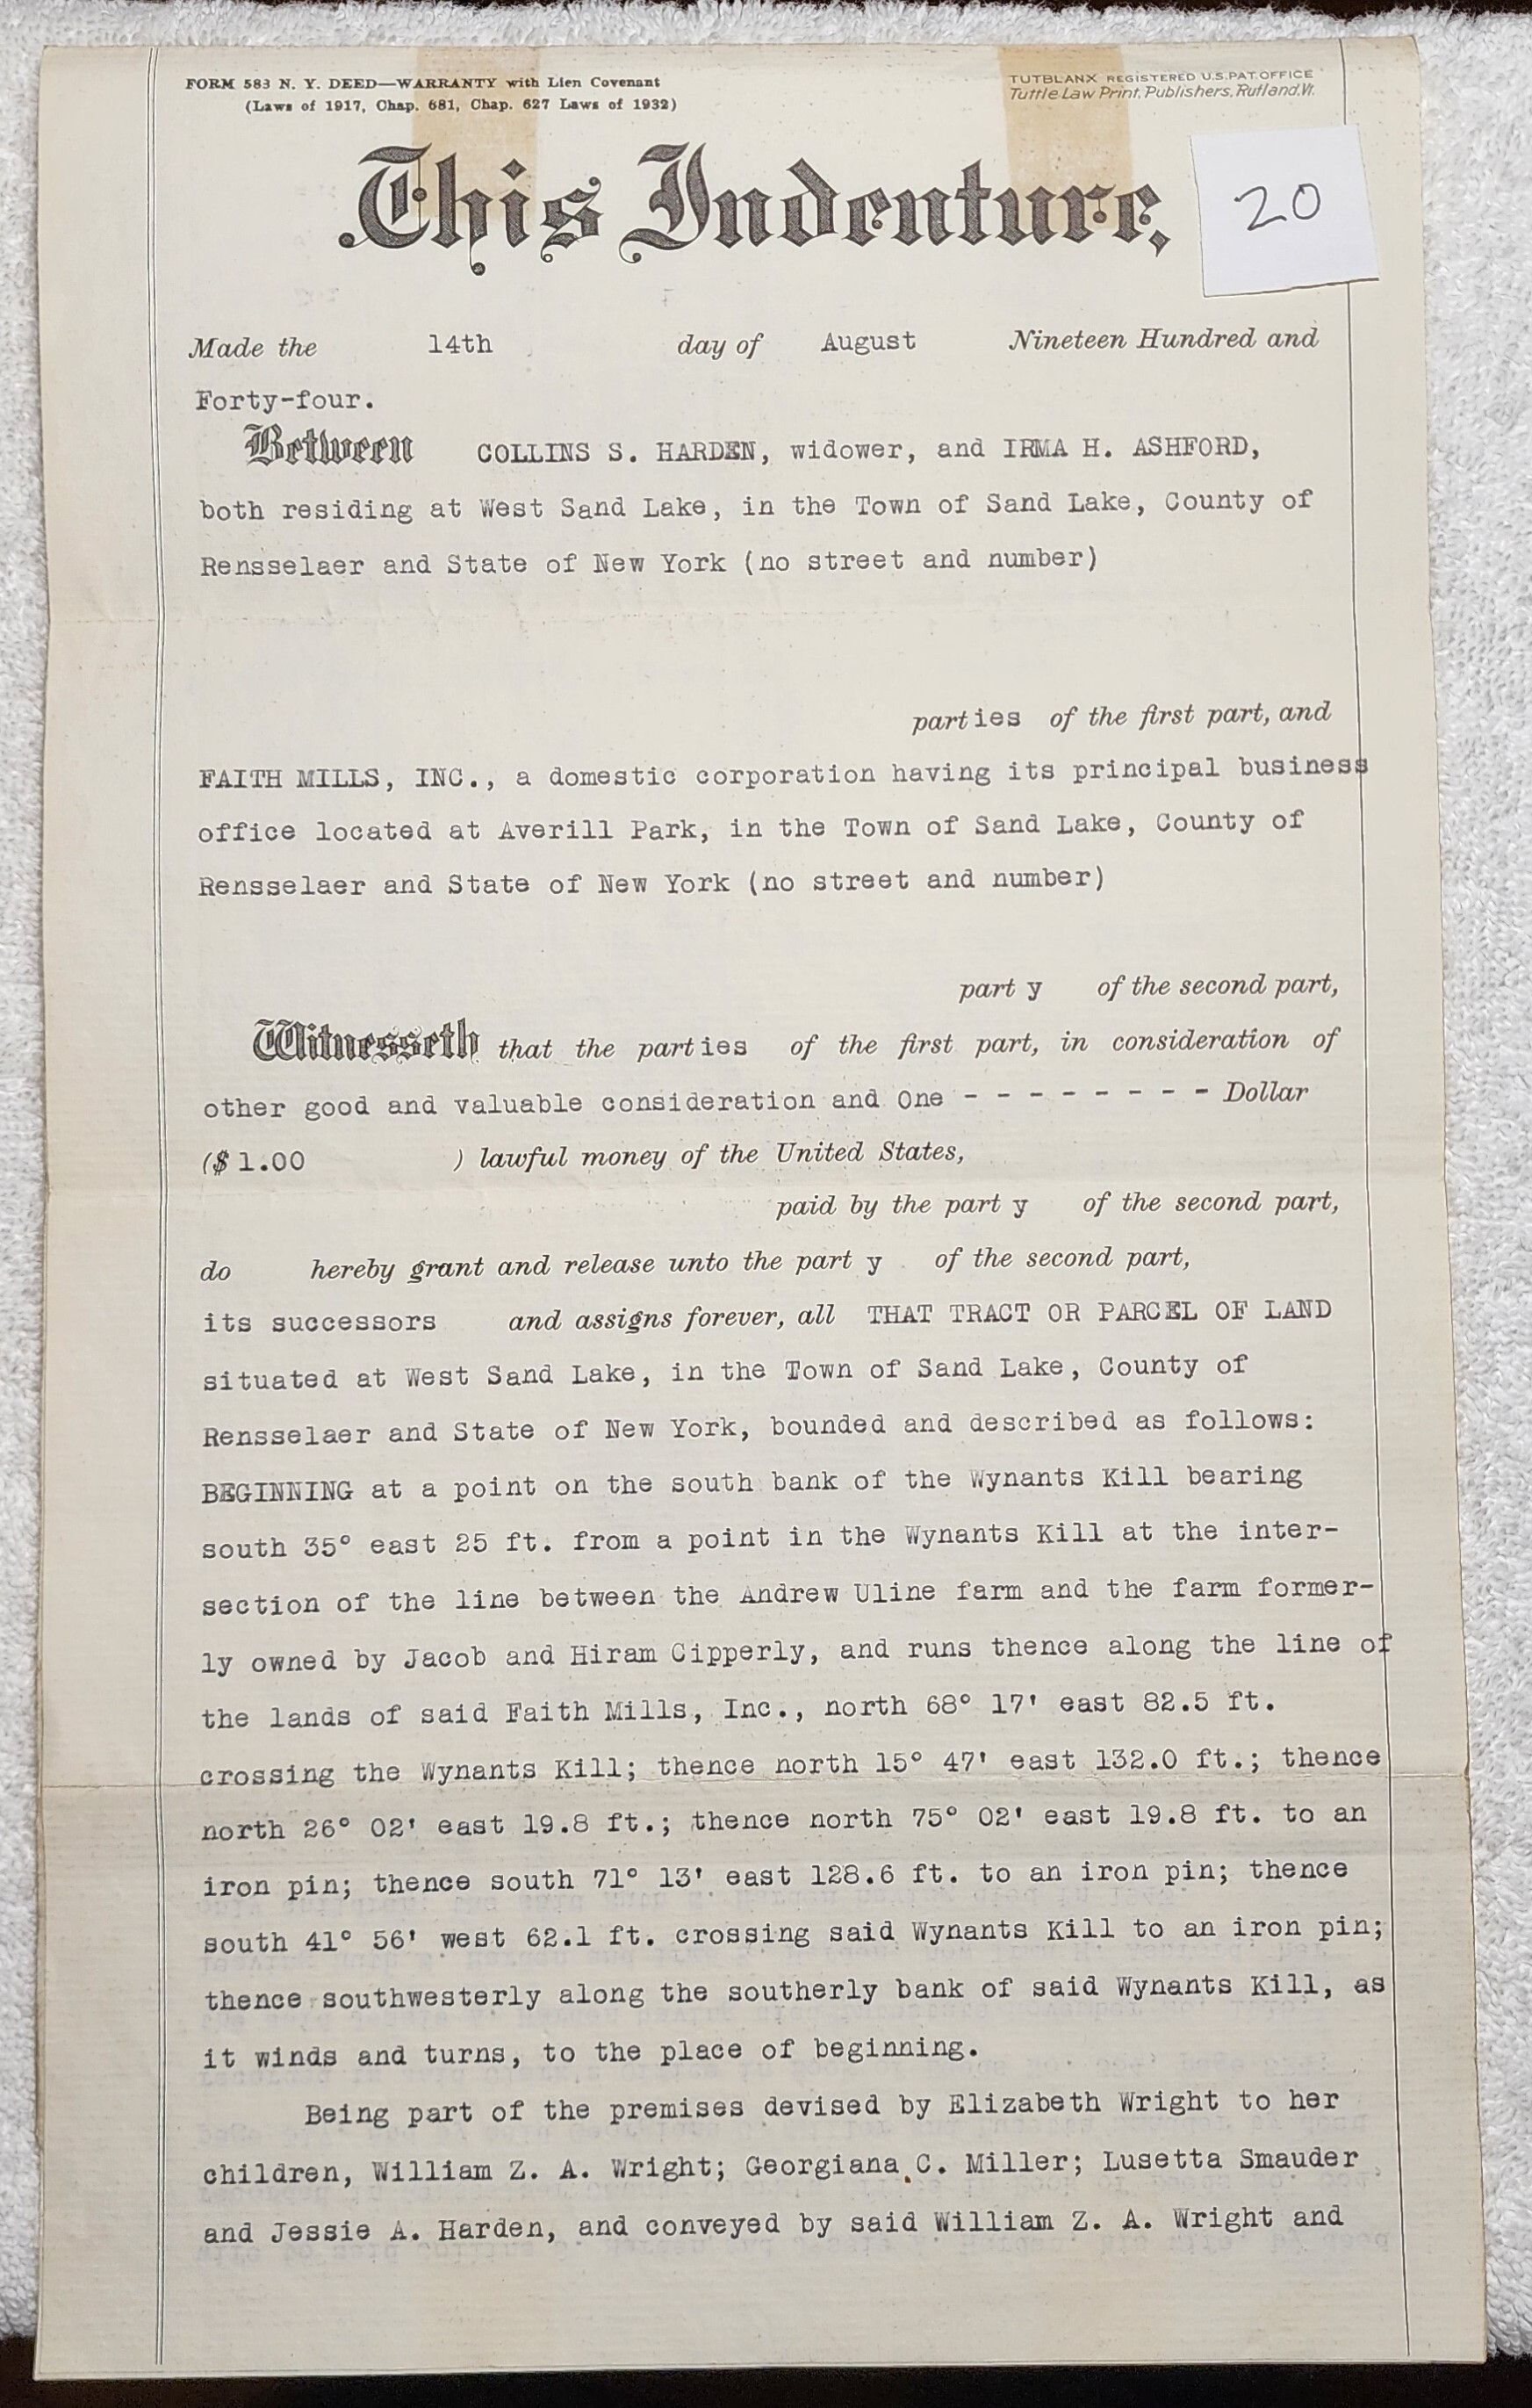 FORM 583 N. Y. DEED—WARRANTY with Lien Covenant
(Laws of 1917, Chap. 681, Chap. 627 Laws of 1932)
TUTBLANX REGISTERED U.S. PAT. OFFICE
Tuttle Law Print, Publishers, Rutland, Vt.
This Indenture,
20
Made the 14th day of August Nineteen Hundred and
Forty-four.
Between COLLINS S. HARDEN, widower, and IRMA H. ASHFORD,
both residing at West Sand Lake, in the Town of Sand Lake, County of
Rensselaer and State of New York (no street and number)
parties of the first part, and
FAITH MILLS, INC., a domestic corporation having its principal business
office located at Averill Park, in the Town of Sand Lake, County of
Rensselaer and State of New York (no street and number)
part y of the second part,
Witnesseth that the parties of the first part, in consideration of
other good and valuable consideration and One - - - - - - - - Dollar
($ 1.00 ) lawful money of the United States,
paid by the part y of the second part,
do hereby grant and release unto the part y of the second part,
its successors and assigns forever, all THAT TRACT OR PARCEL OF LAND
situated at West Sand Lake, in the Town of Sand Lake, County of
Rensselaer and State of New York, bounded and described as follows:
BEGINNING at a point on the south bank of the Wynants Kill bearing
south 35° east 25 ft. from a point in the Wynants Kill at the inter-
section of the line between the Andrew Uline farm and the farm former-
ly owned by Jacob and Hiram Cipperly, and runs thence along the line of
the lands of said Faith Mills, Inc., north 68° 17' east 82.5 ft.
crossing the Wynants Kill; thence north 15° 47' east 132.0 ft.; thence
north 26° 02' east 19.8 ft.; thence north 75° 02' east 19.8 ft. to an
iron pin; thence south 71° 13' east 128.6 ft. to an iron pin; thence
south 41° 56' west 62.1 ft. crossing said Wynants Kill to an iron pin;
thence southwesterly along the southerly bank of said Wynants Kill, as
it winds and turns, to the place of beginning.
Being part of the premises devised by Elizabeth Wright to her
children, William Z. A. Wright; Georgiana C. Miller; Lusetta Smauder
and Jessie A. Harden, and conveyed by said William Z. A. Wright and